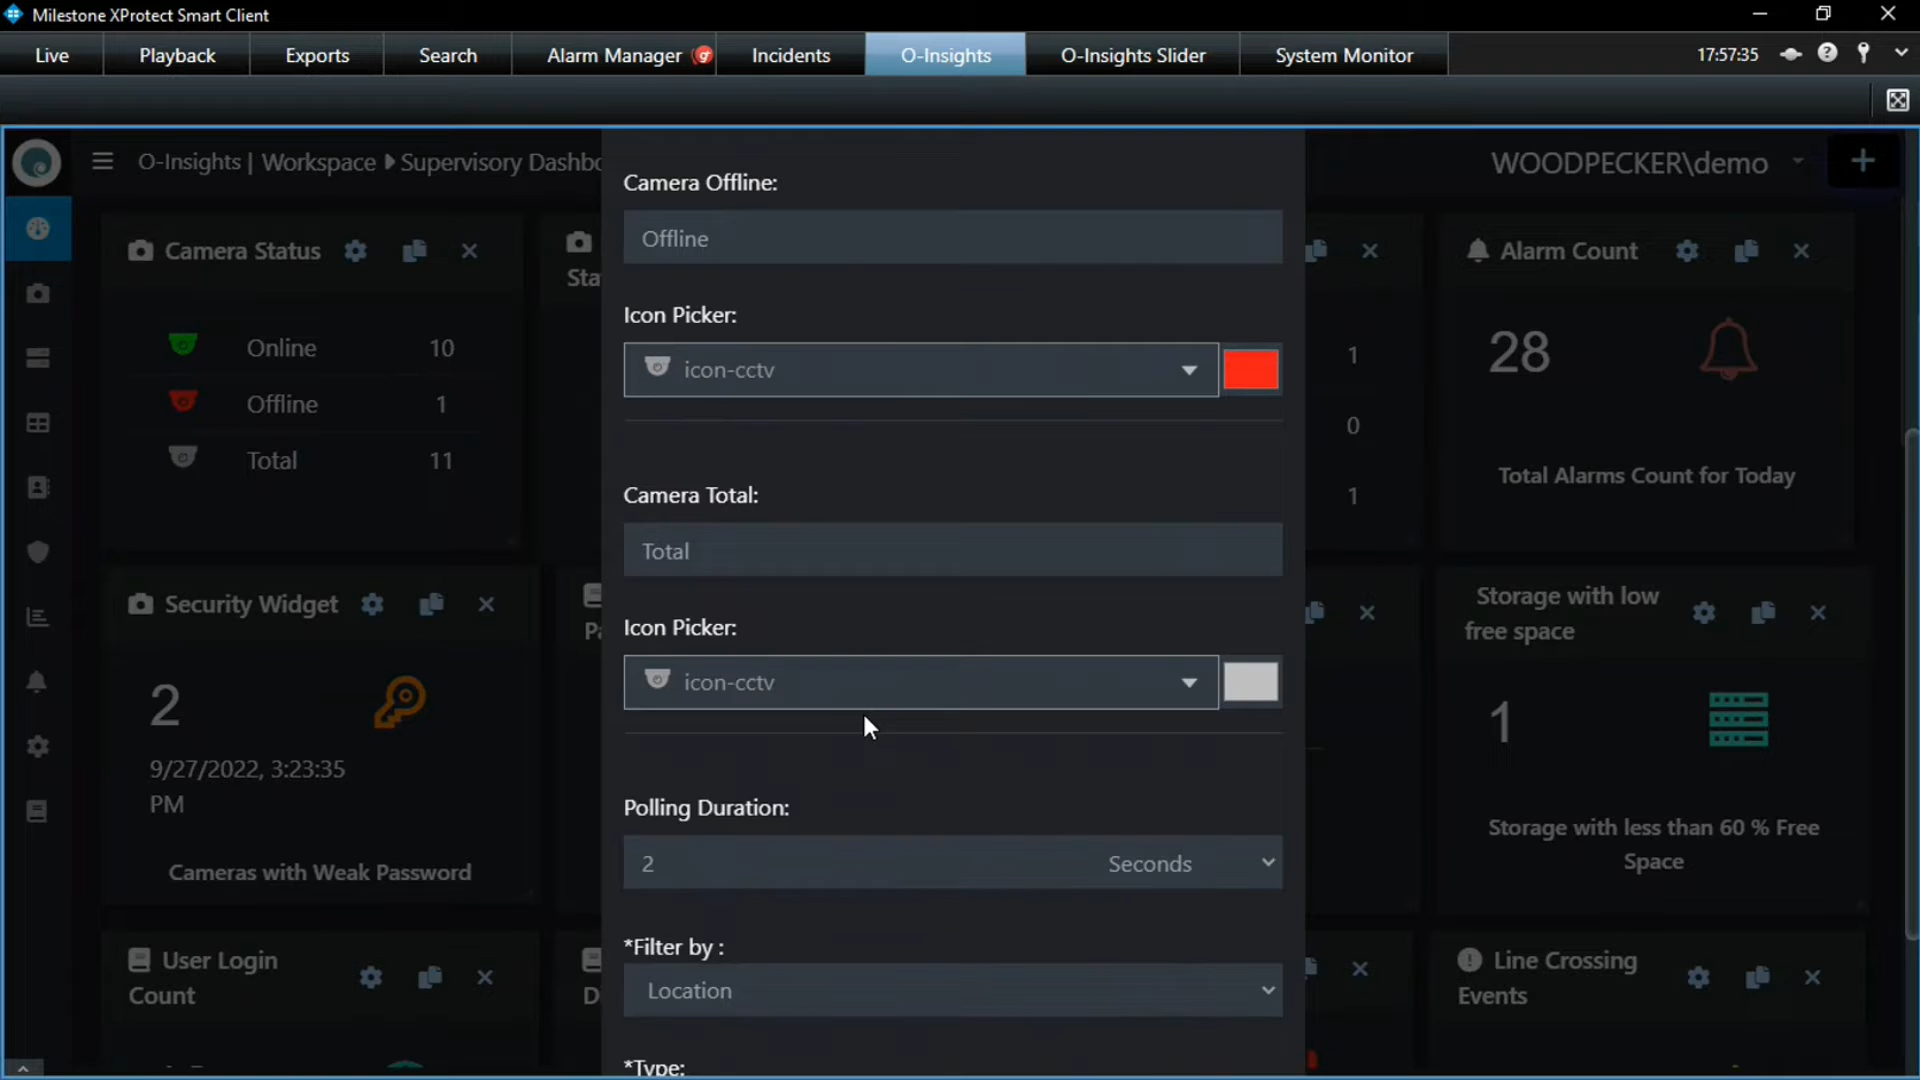 Milestone XProtect Smart Client
Live
Playback
Exports
Search
Alarm Manager
Incidents
O-Insights
O-Insights Slider
System Monitor
17:57:35
O-Insights | Workspace
Supervisory Dashbo
WOODPECKER\demo
Camera Status
Online 10
Offline 1
Total 11
Sta
Camera Offline:
Offline
Icon Picker:
icon-cctv
Camera Total:
Total
Icon Picker:
icon-cctv
Polling Duration:
2 Seconds
*Filter by :
Location
*Type:
1
0
1
Alarm Count
28
Total Alarms Count for Today
Security Widget
2
9/27/2022, 3:23:35
PM
Cameras with Weak Password
Storage with low
free space
1
Storage with less than 60 % Free
Space
User Login
Count
Line Crossing
Events